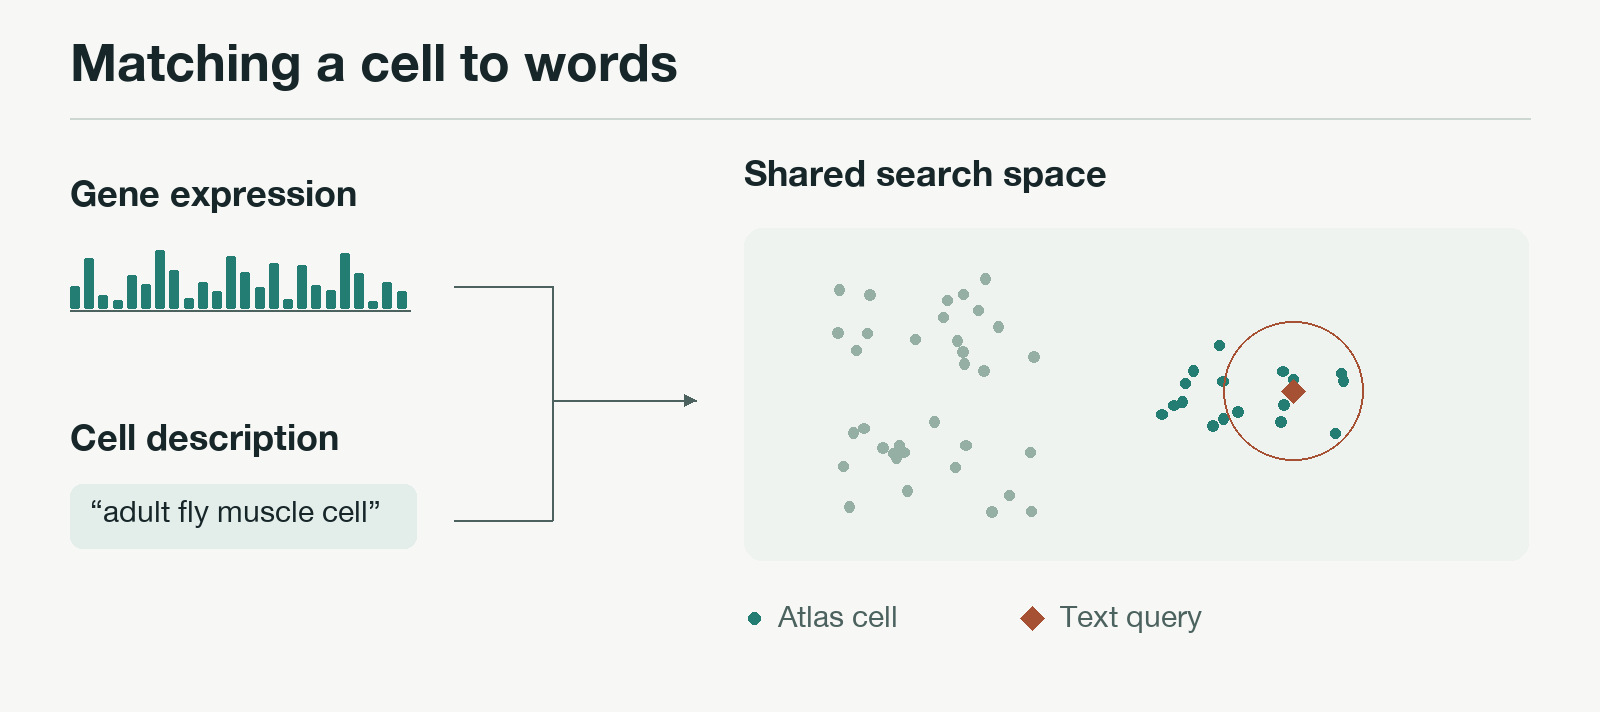 Matching a cell to words
Gene expression
Cell description
“adult fly muscle cell”
Shared search space
Atlas cell
Text query